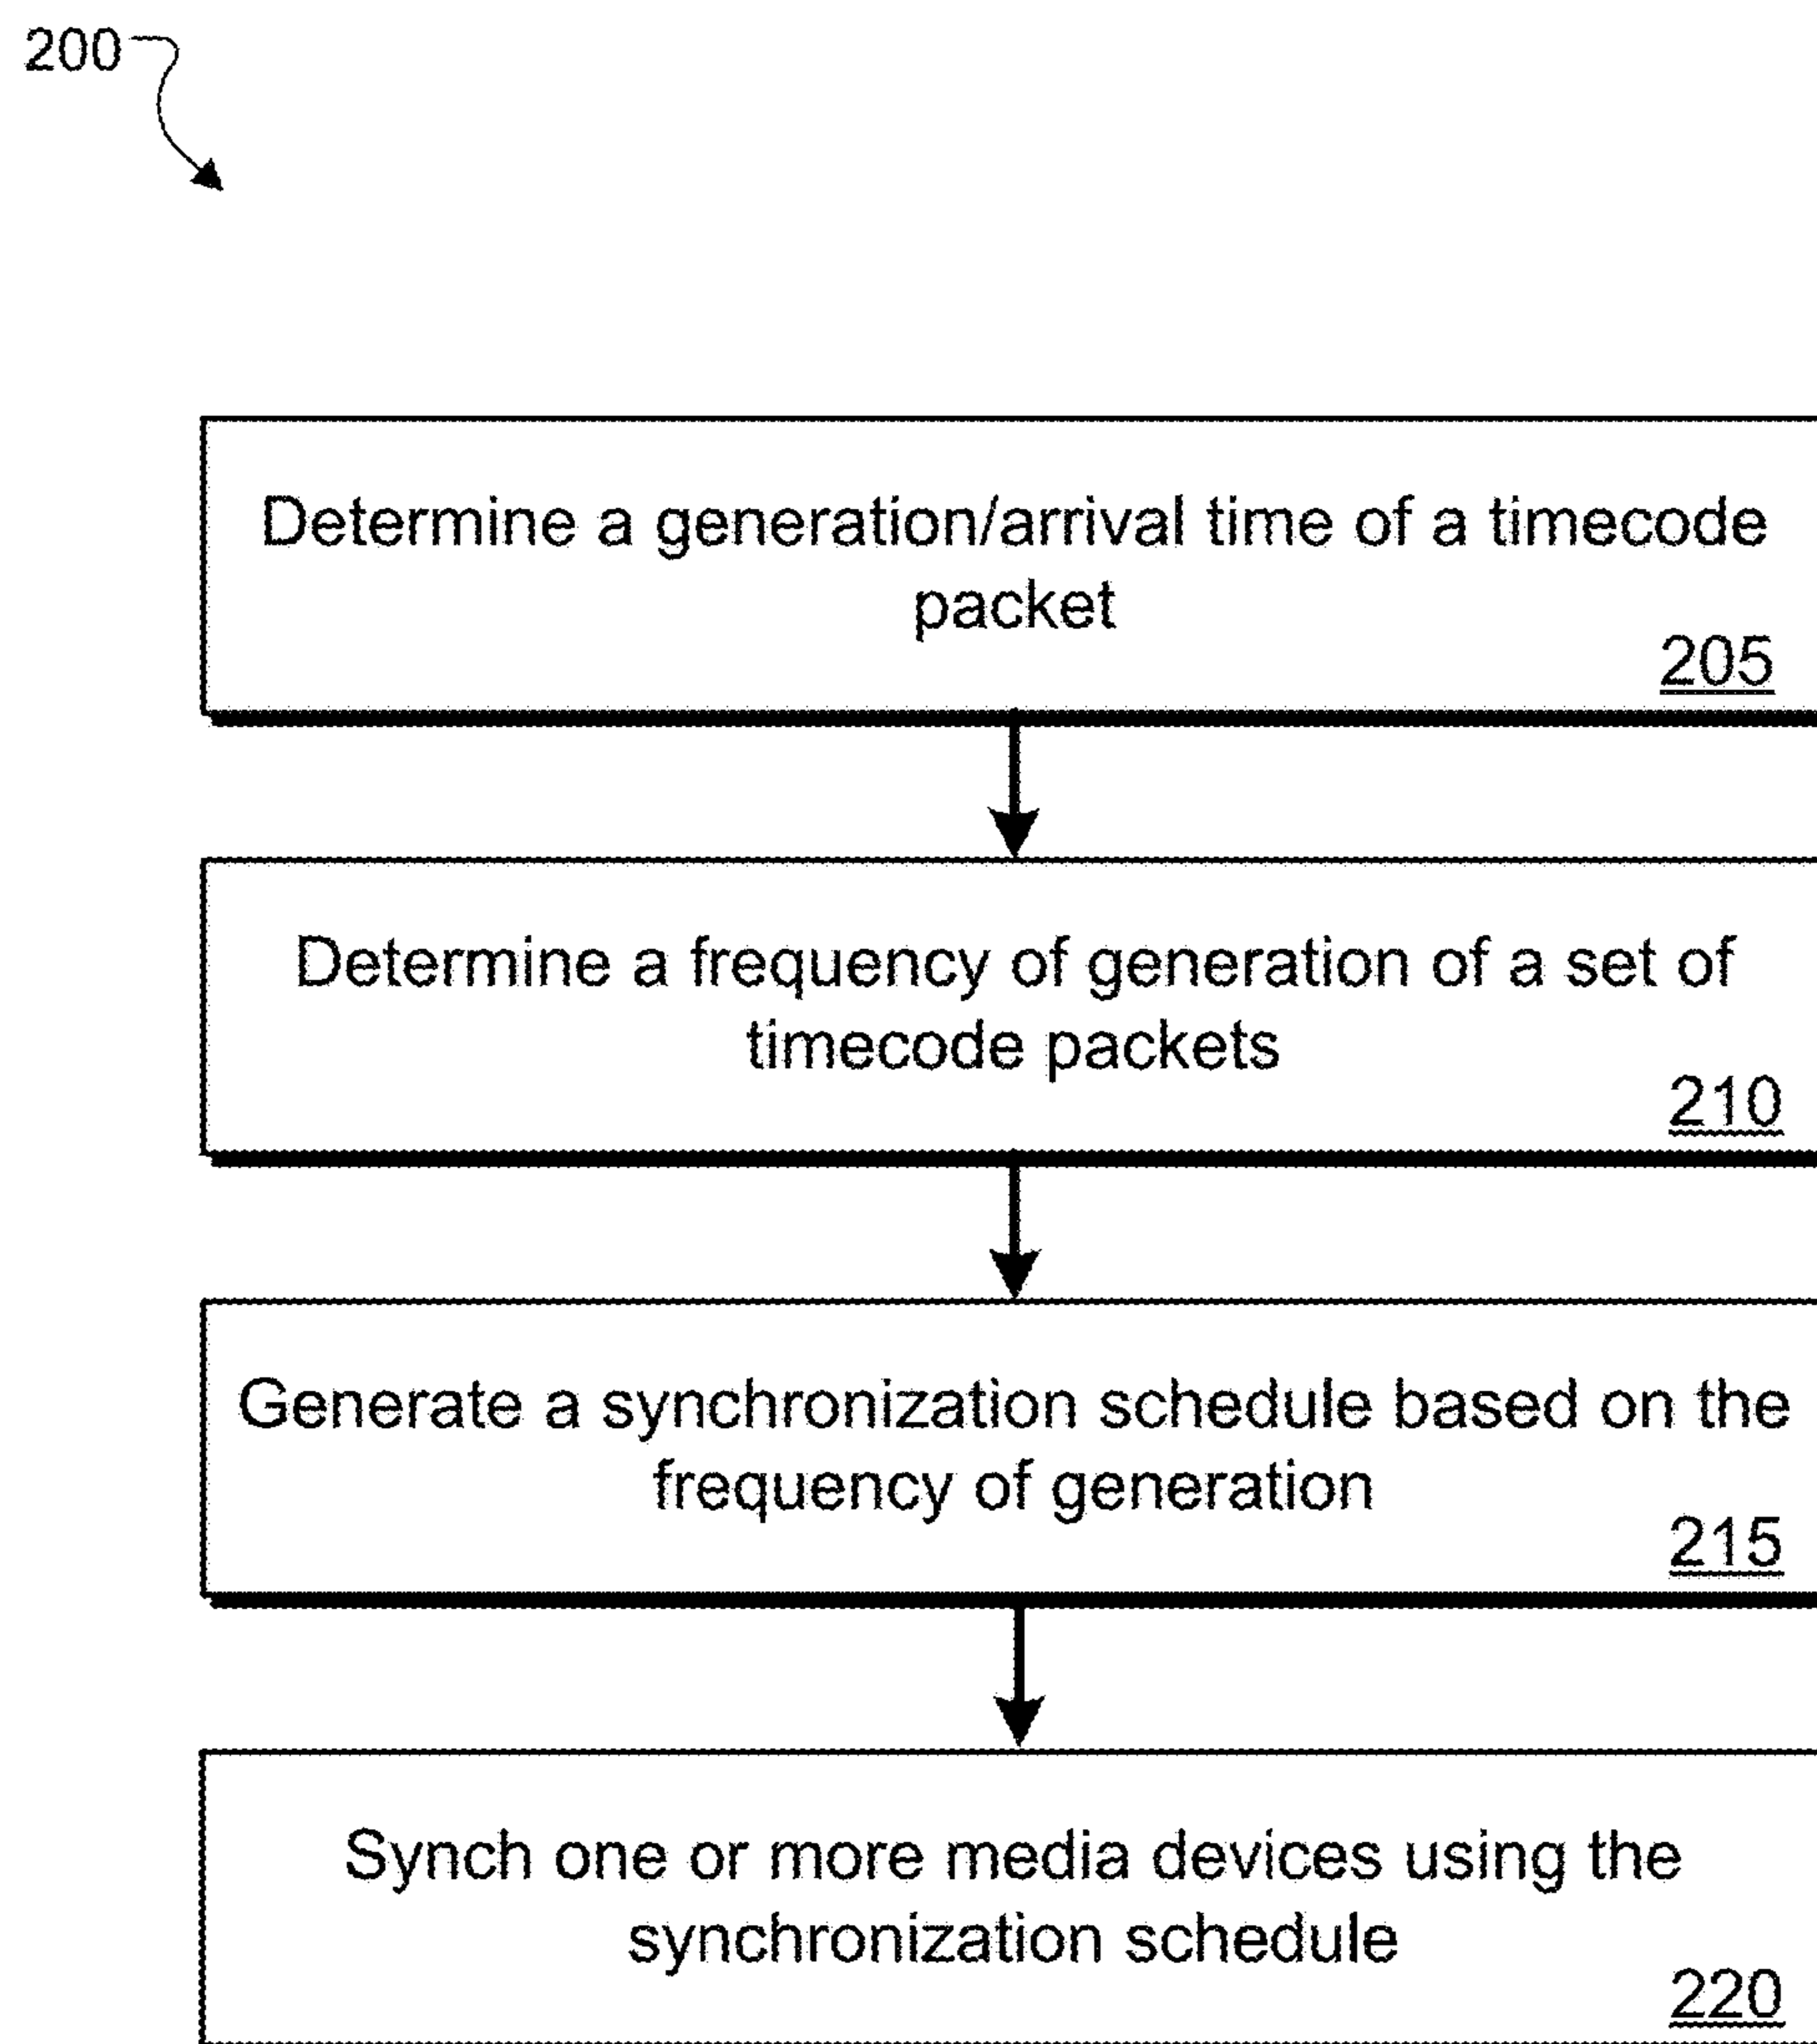 200
Determine a generation/arrival time of a timecode
packet
205
Determine a frequency of generation of a set of
timecode packets
210
Generate a synchronization schedule based on the
frequency of generation
215
Synch one or more media devices using the
synchronization schedule
220